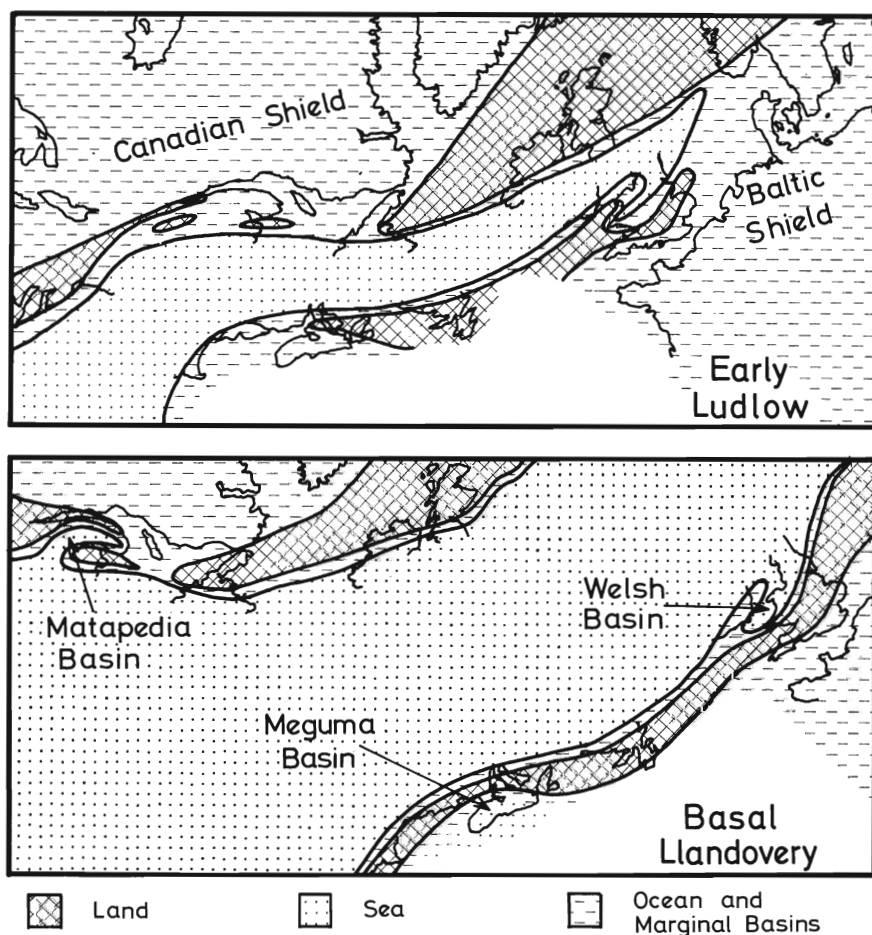 Canadian Shield
Baltic
Shield
Early
Ludlow
Welsh
Basin
Matapedia
Basin
Meguma
Basin
Basal
Llandovery
Land
Sea
Ocean and
Marginal Basins